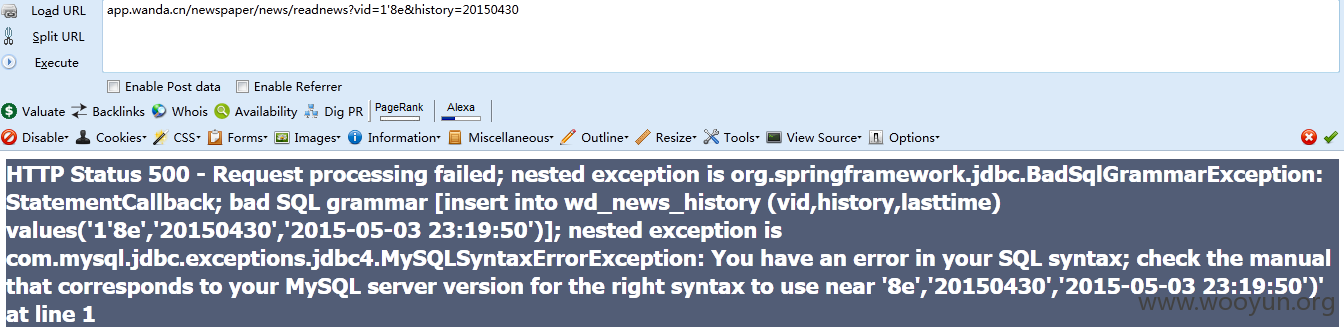 Load URL
app.wanda.cn/newspaper/news/readnews?vid=1'8e&history=20150430
Split URL
Execute
Enable Post data Enable Referrer
Valuate Backlinks Whois Availability Dig PR PageRank Alexa
Disable Cookies CSS Forms Images Information Miscellaneous Outline Resize Tools View Source Options
HTTP Status 500 - Request processing failed; nested exception is org.springframework.jdbc.BadSqlGrammarException:
StatementCallback; bad SQL grammar [insert into wd_news_history (vid,history,lasttime)
values('1'8e','20150430','2015-05-03 23:19:50')]; nested exception is
com.mysql.jdbc.exceptions.jdbc4.MySQLSyntaxErrorException: You have an error in your SQL syntax; check the manual
that corresponds to your MySQL server version for the right syntax to use near '8e','20150430','2015-05-03 23:19:50')'
at line 1
www.wooyun.org